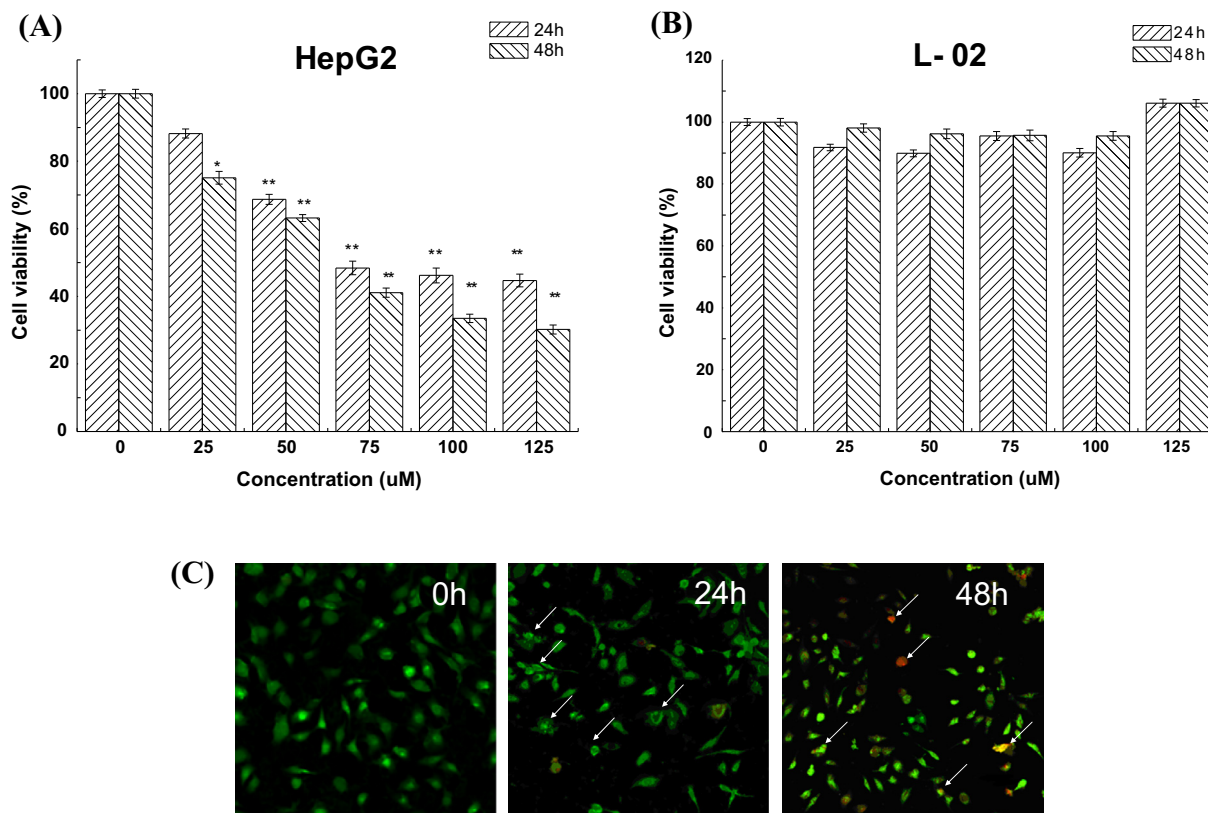 (A)
HepG2
24h
48h
Cell viability (%)
100
80
60
40
20
0
*
**
**
**
**
**
**
**
**
0 25 50 75 100 125
Concentration (uM)
(B)
L- 02
24h
48h
Cell viability (%)
120
100
80
60
40
20
0
0 25 50 75 100 125
Concentration (uM)
(C)
0h
24h
48h